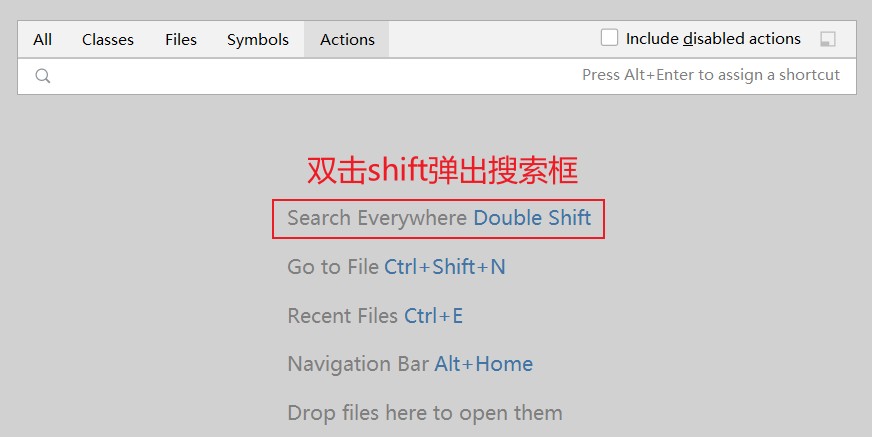 All Classes Files Symbols Actions Include disabled actions
Press Alt+Enter to assign a shortcut
双击shift弹出搜索框
Search Everywhere Double Shift
Go to File Ctrl+Shift+N
Recent Files Ctrl+E
Navigation Bar Alt+Home
Drop files here to open them